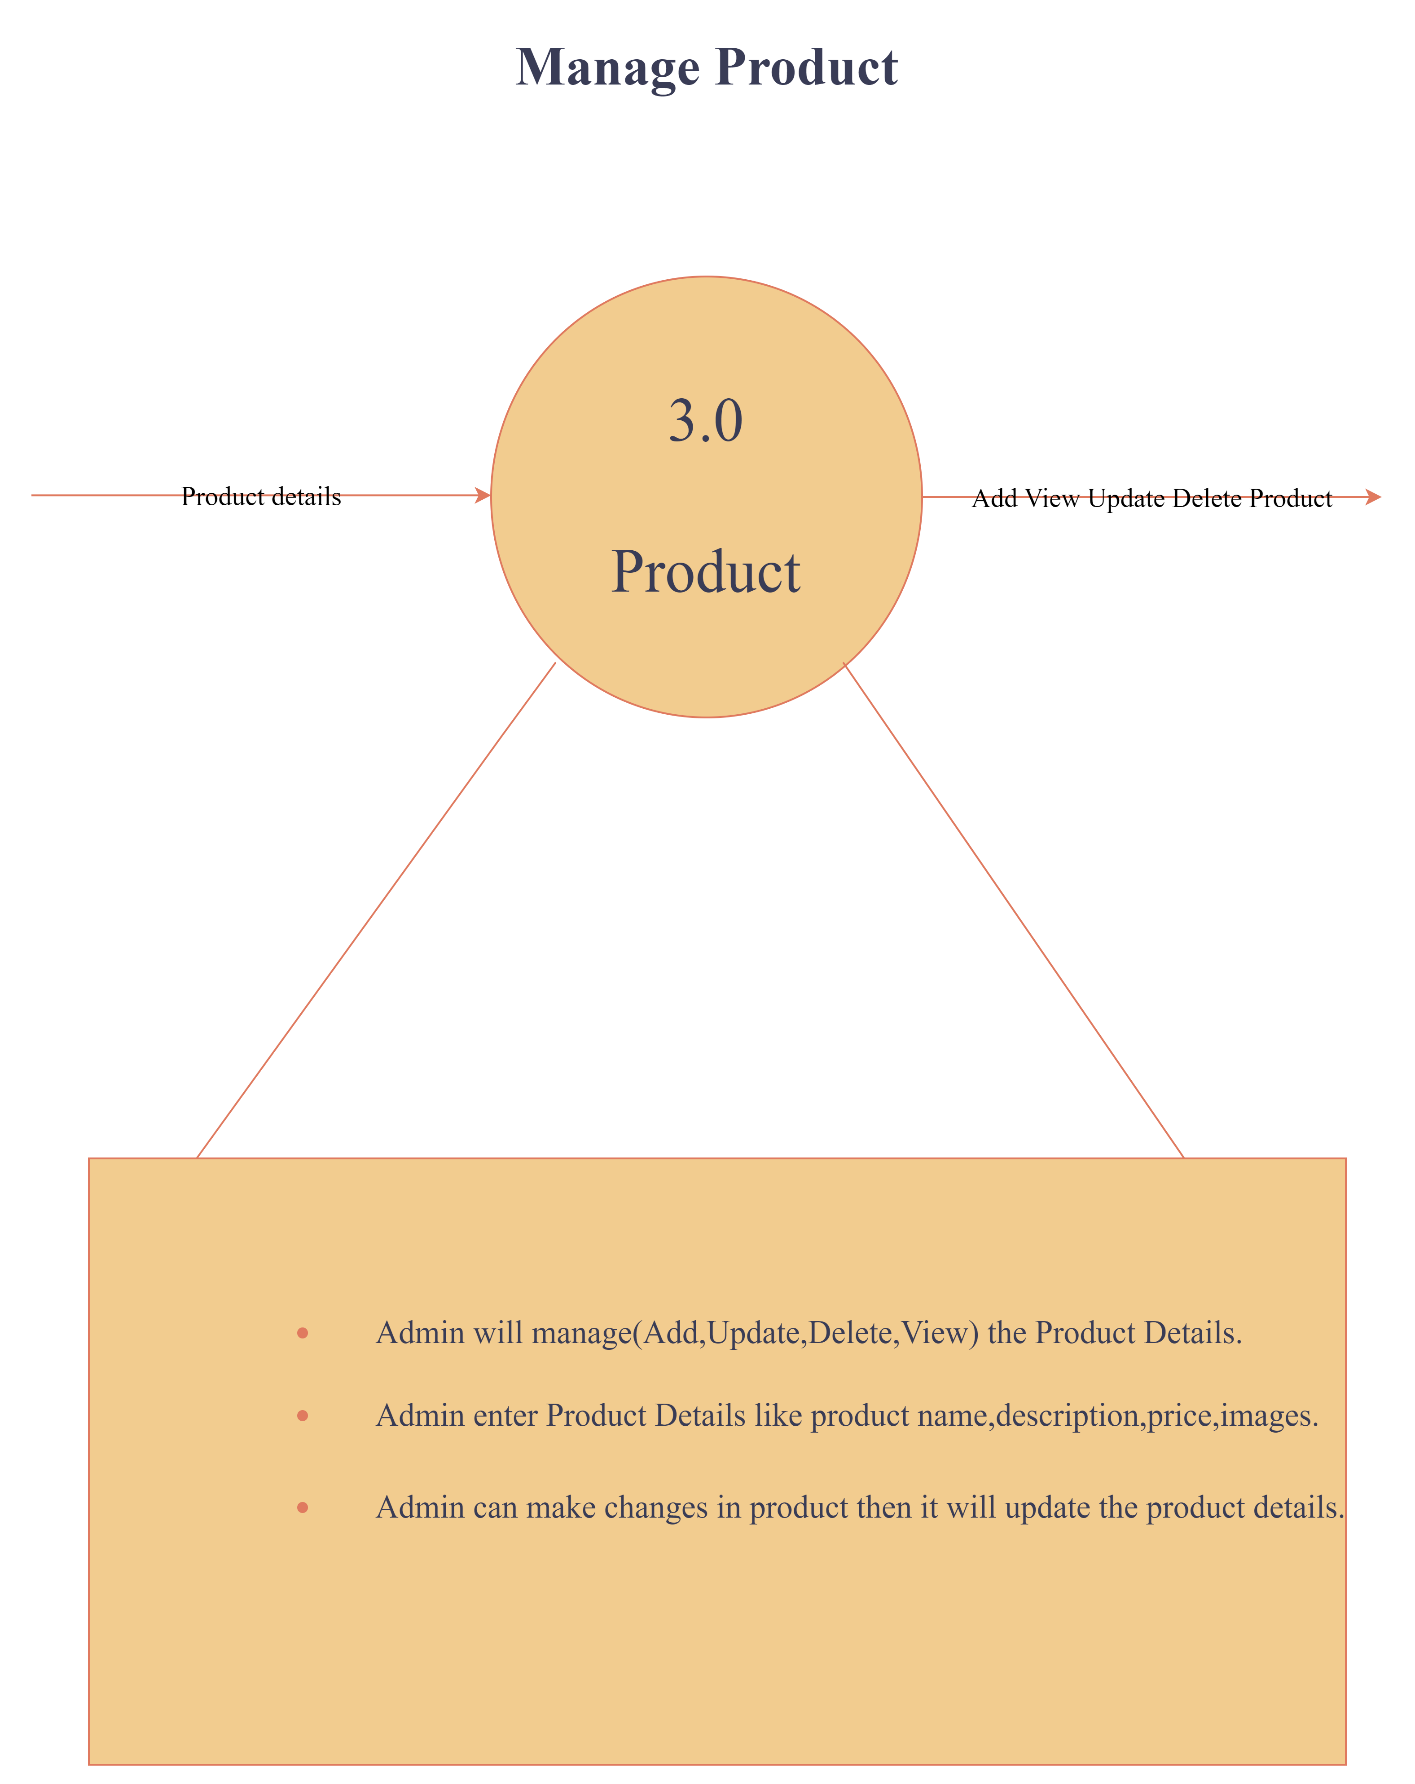 Manage Product
3.0
Product details
Add View Update Delete Product
Product
Admin will manage(Add,Update,Delete,View) the Product Details.
Admin enter Product Details like product name,description,price,images.
Admin can make changes in product then it will update the product details.